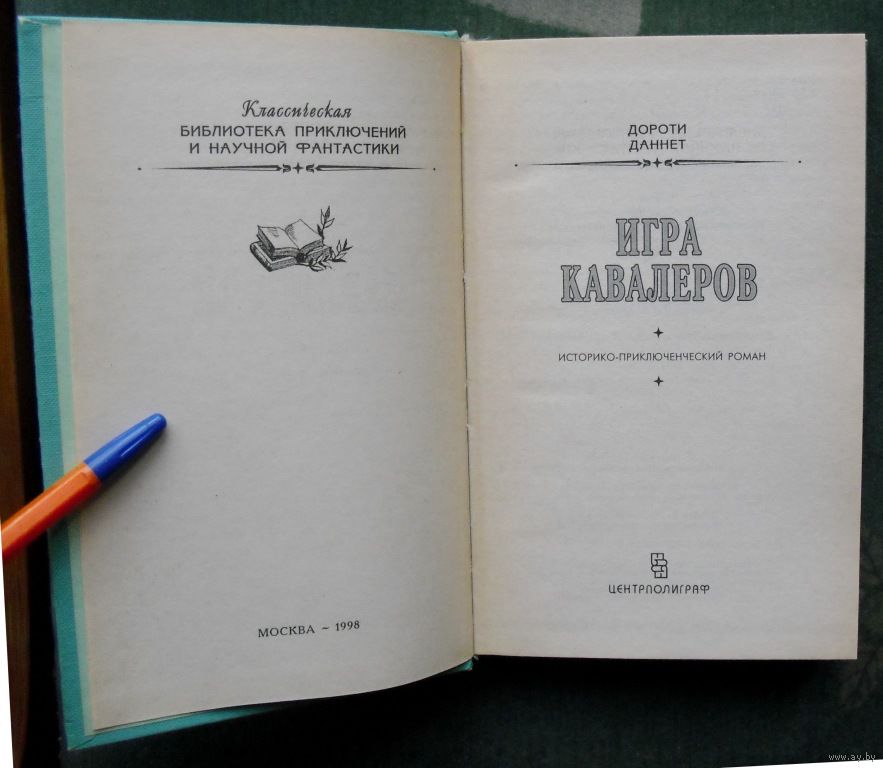 Классическая
БИБЛИОТЕКА ПРИКЛЮЧЕНИЙ
И НАУЧНОЙ ФАНТАСТИКИ
МОСКВА ~ 1998
ДОРОТИ
ДАННЕТ
ИГРА
КАВАЛЕРОВ
ИСТОРИКО-ПРИКЛЮЧЕНЧЕСКИЙ РОМАН
ЦЕНТРПОЛИГРАФ
www.ay.by